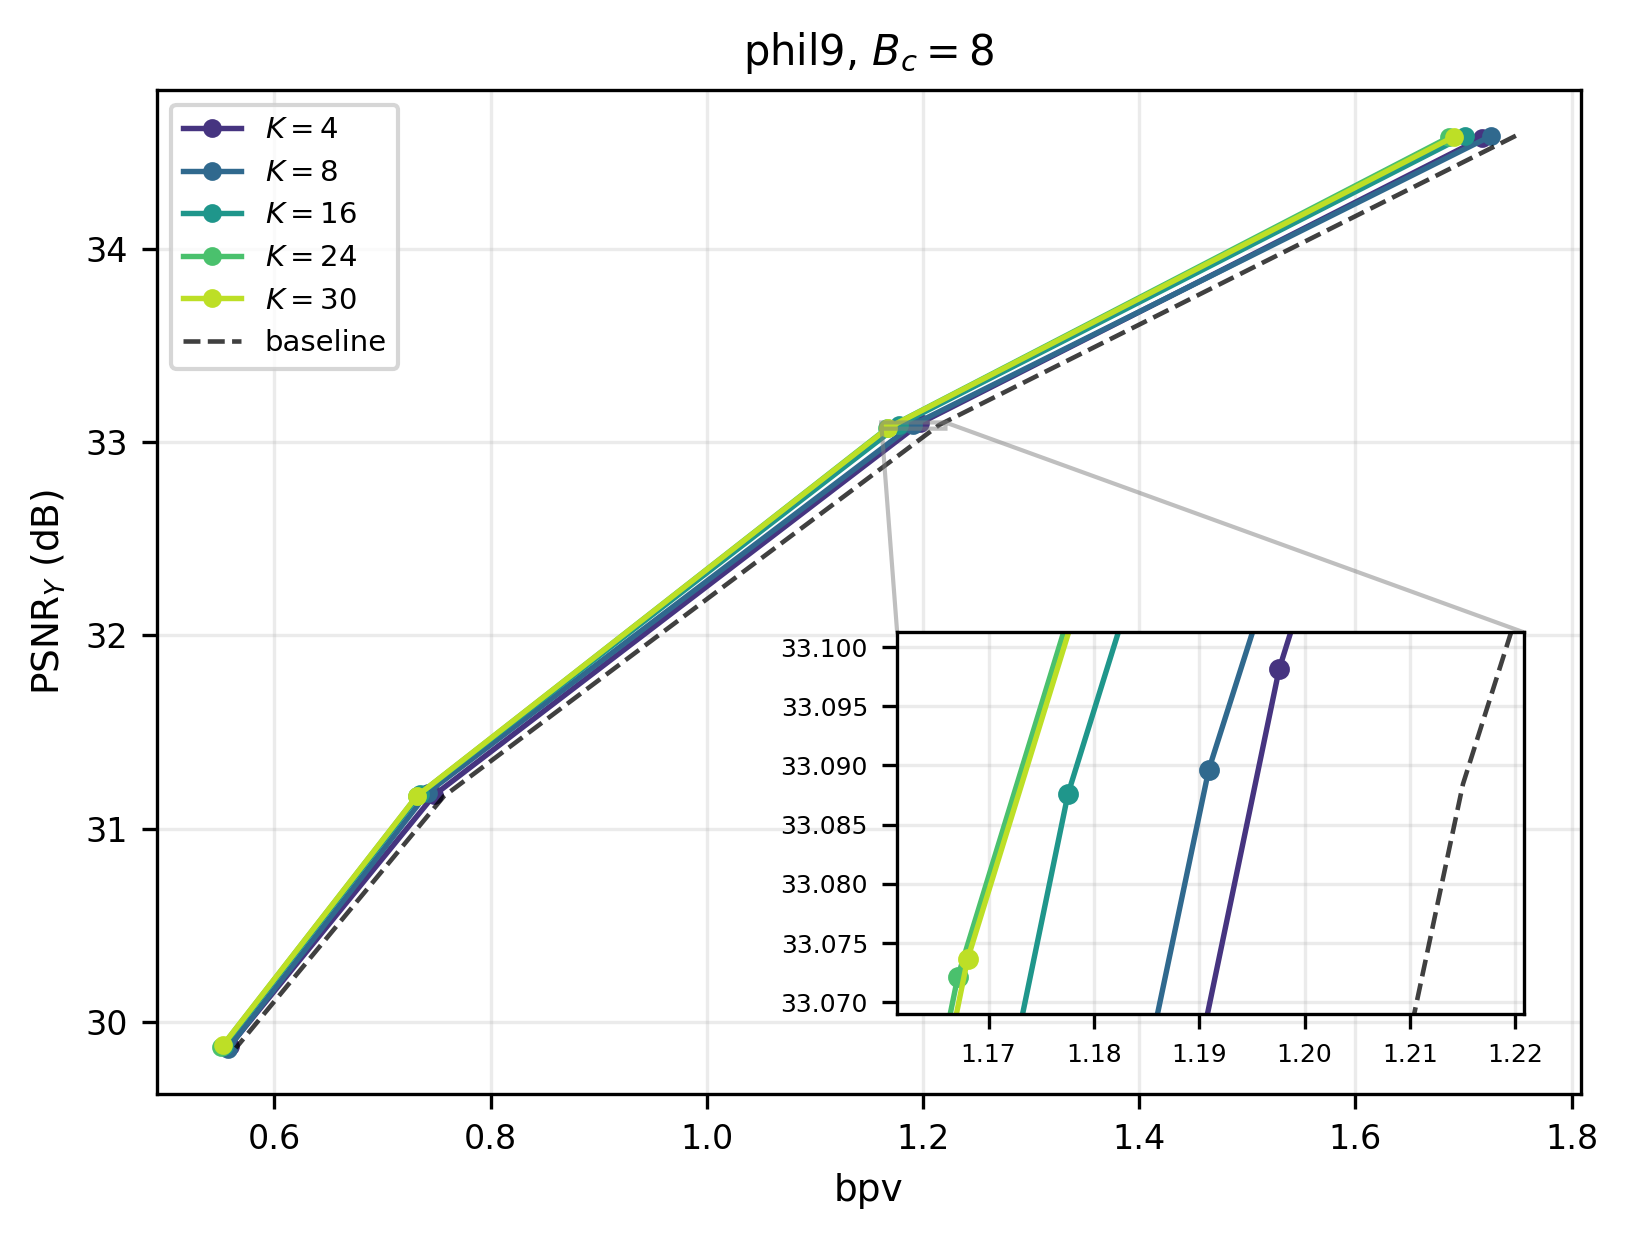 phil9, $B_c = 8$
K = 4
K = 8
K = 16
K = 24
K = 30
baseline
PSNR_Y (dB)
34
33
32
31
30
33.100
33.095
33.090
33.085
33.080
33.075
33.070
1.17 1.18 1.19 1.20 1.21 1.22
0.6 0.8 1.0 1.2 1.4 1.6 1.8
bpv